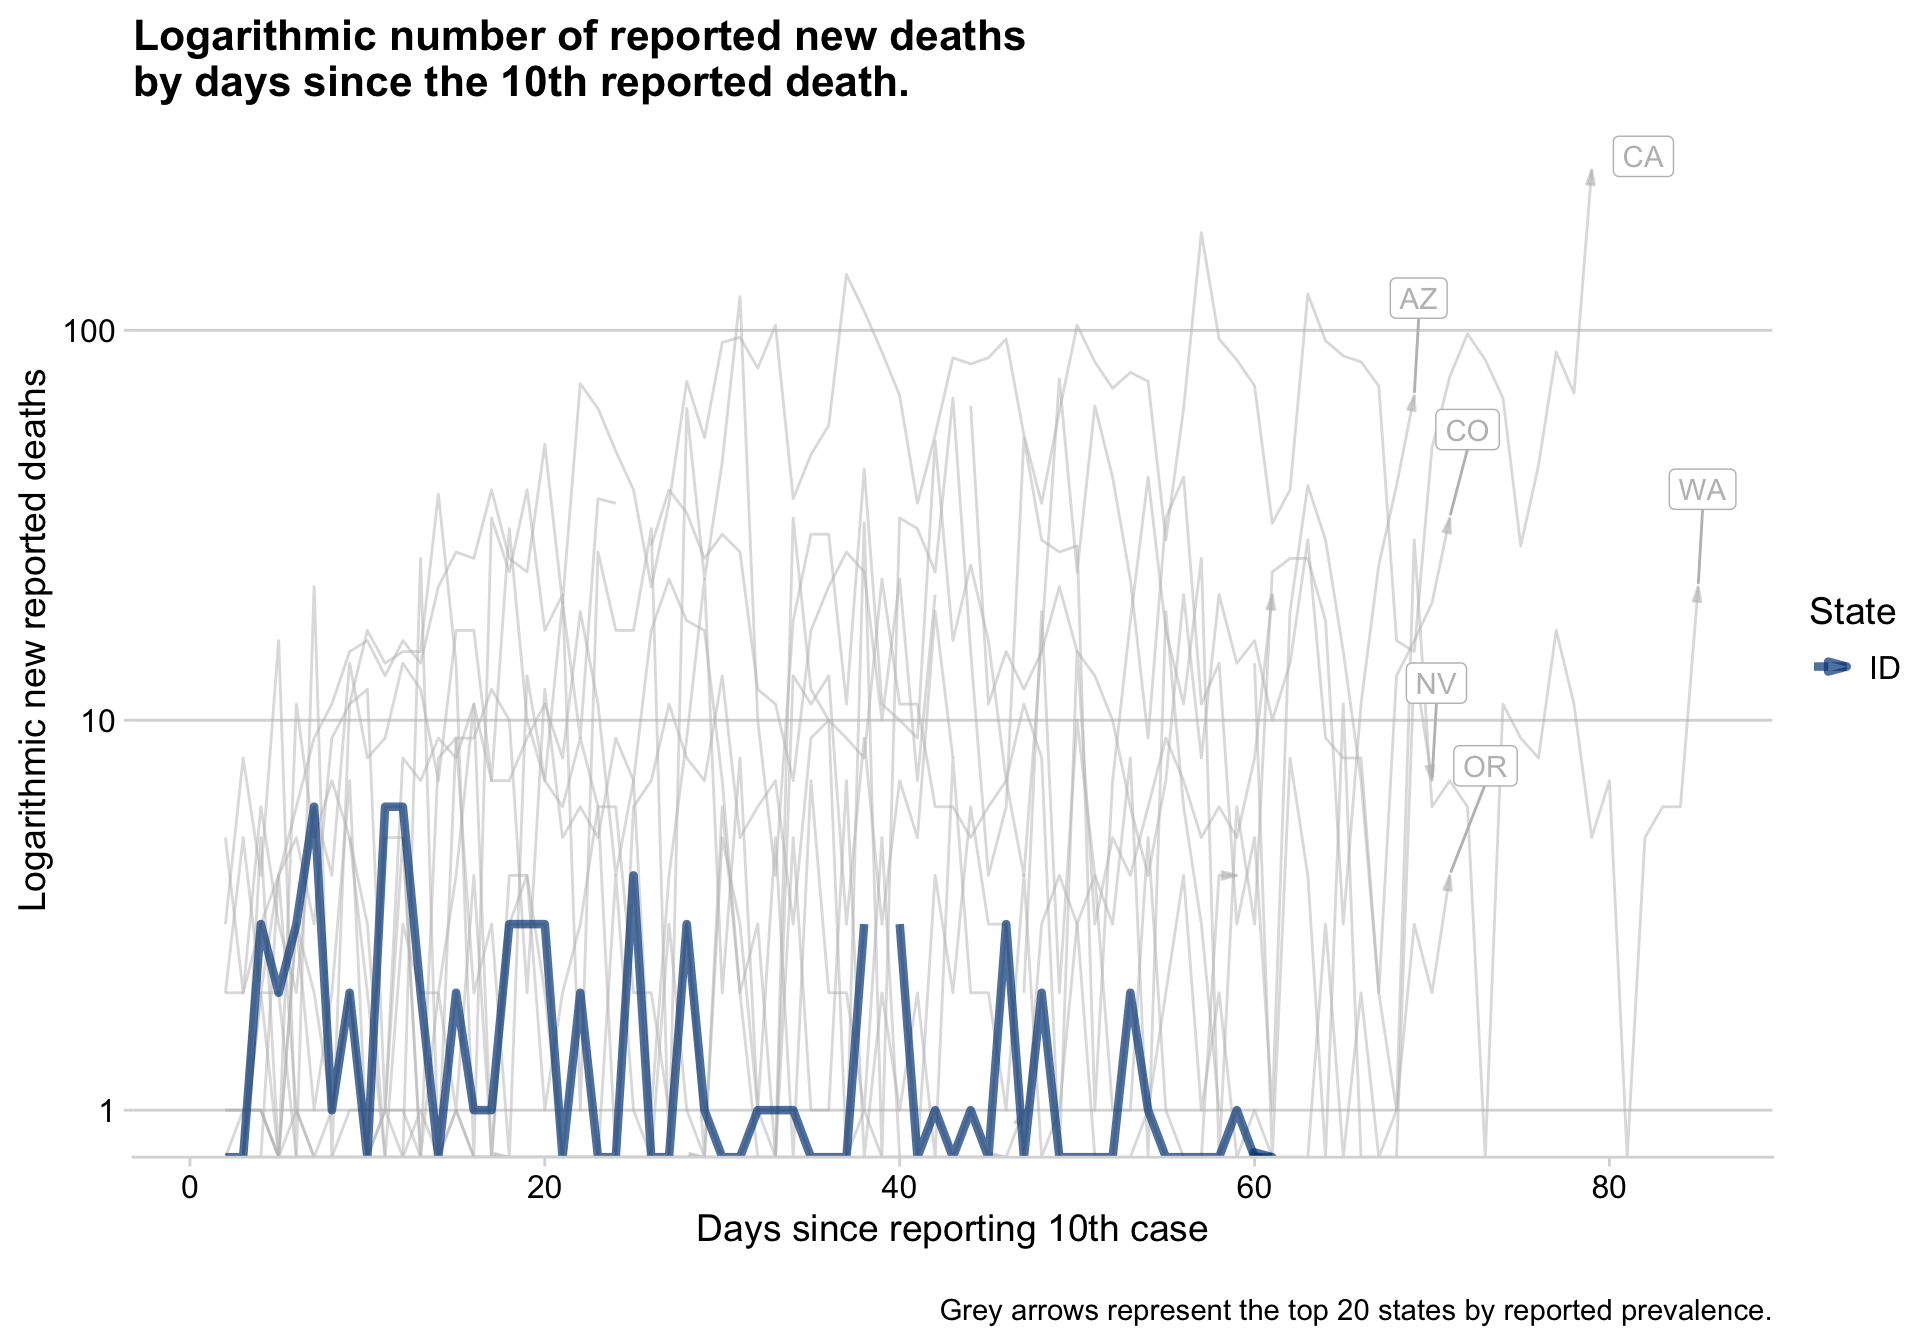 Logarithmic number of reported new deaths
by days since the 10th reported death.
CA
AZ
CO
WA
NV
OR
100
10
1
Logarithmic new reported deaths
0 20 40 60 80
Days since reporting 10th case
State
ID
Grey arrows represent the top 20 states by reported prevalence.